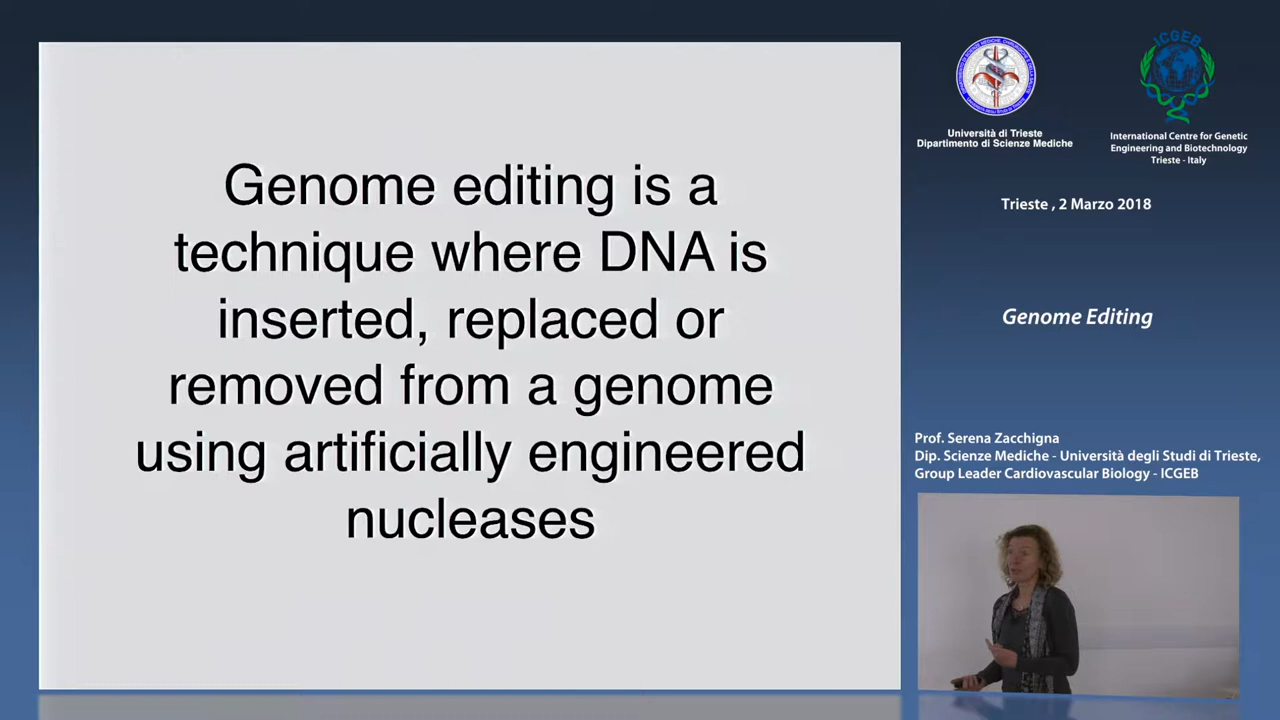 Genome editing is a
technique where DNA is
inserted, replaced or
removed from a genome
using artificially engineered
nucleases
ICGEB
Università di Trieste
Dipartimento di Scienze Mediche
International Centre for Genetic
Engineering and Biotechnology
Trieste - Italy
Trieste , 2 Marzo 2018
Genome Editing
Prof. Serena Zacchigna
Dip. Scienze Mediche - Università degli Studi di Trieste,
Group Leader Cardiovascular Biology - ICGEB